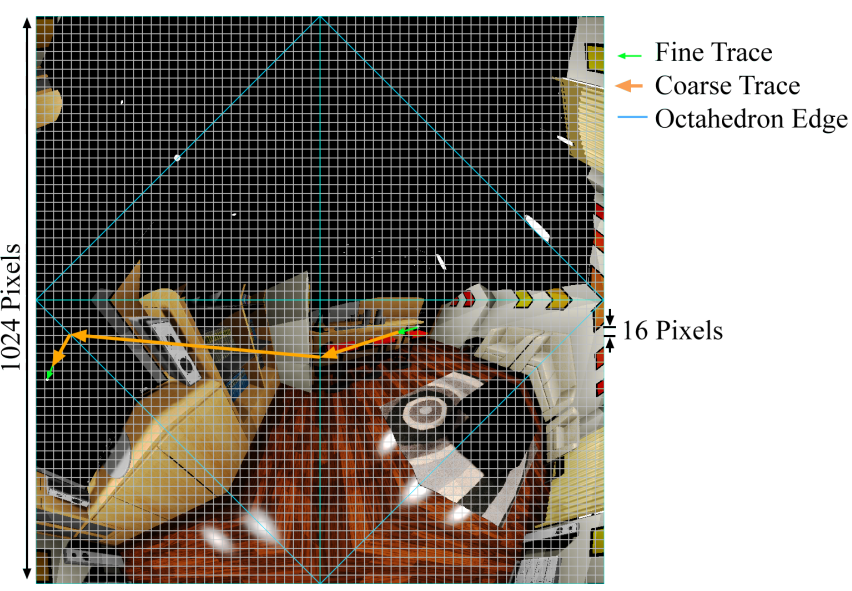 Fine Trace
Coarse Trace
Octahedron Edge
1024 Pixels
16 Pixels